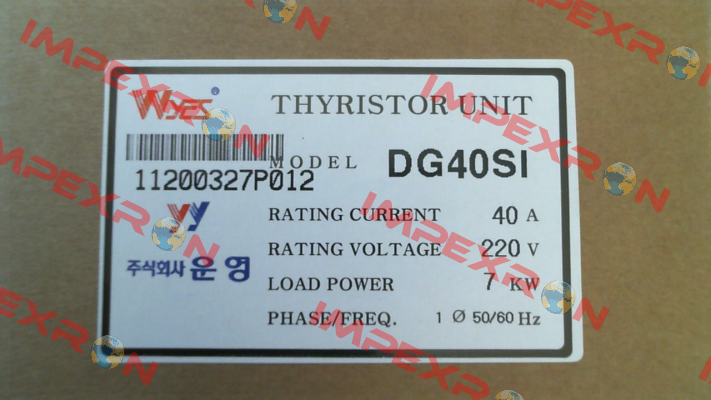 WYES ® THYRISTOR UNIT
MODEL DG40SI
11200327P012
RATING CURRENT 40 A
RATING VOLTAGE 220 V
주식회사 운영
LOAD POWER 7 KW
PHASE/FREQ. 1 Ø 50/60 Hz
IMPEXRON
IMPEXRON
IMPEXRON
IMPEXRON
IMPEXRON
IMPEXRON